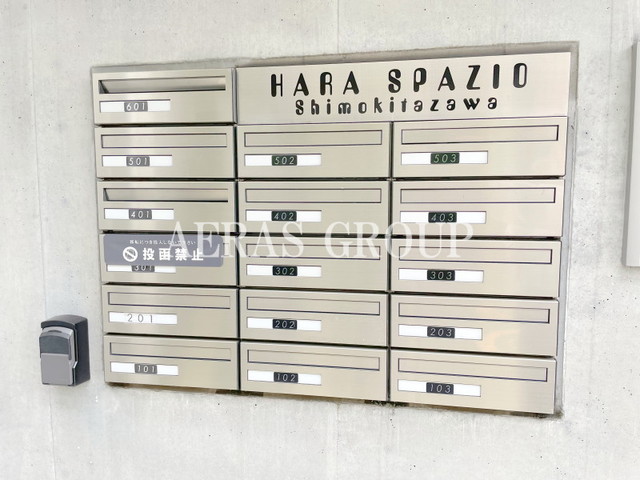 HARA SPAZIO
Shimokitazawa
601
501 502 503
401 402 403
AERAS GROUP
投函禁止
301 302 303
201 202 203
101 102 103